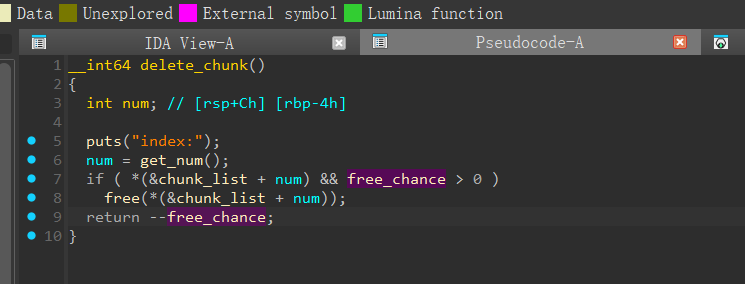 Data Unexplored External symbol Lumina function
IDA View-A Pseudocode-A
1 __int64 delete_chunk()
2 {
3 int num; // [rsp+Ch] [rbp-4h]
4
5 puts("index:");
6 num = get_num();
7 if ( *(&chunk_list + num) && free_chance > 0 )
8 free(*(&chunk_list + num));
9 return --free_chance;
10 }